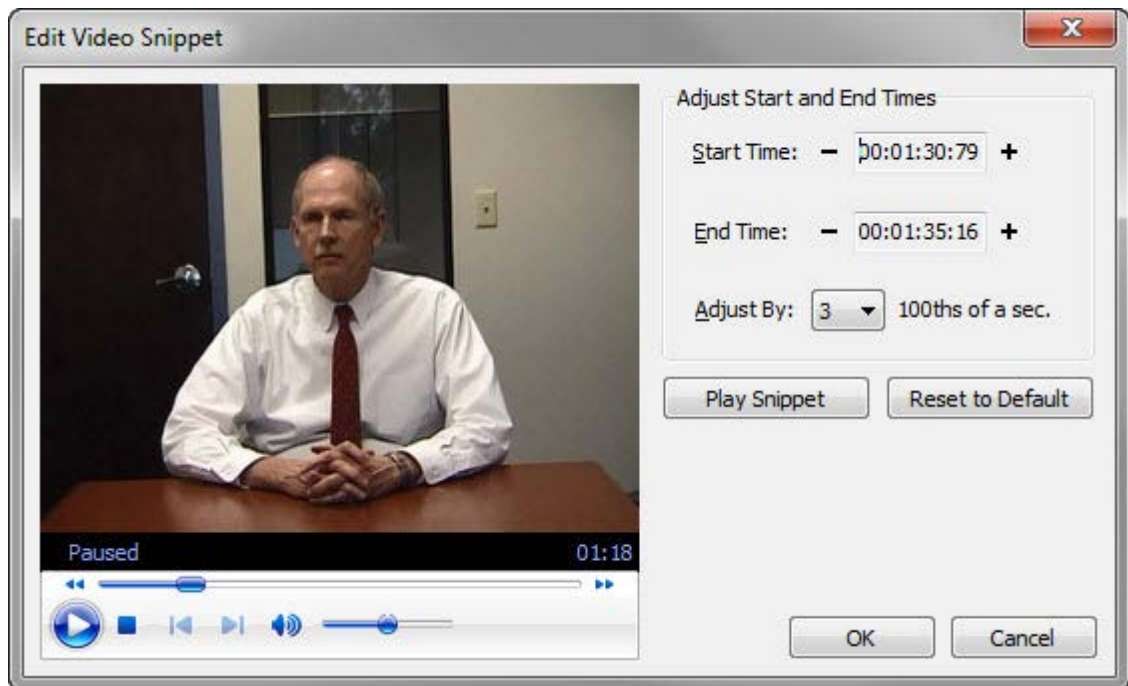 Edit Video Snippet
Adjust Start and End Times
Start Time: - 00:01:30:79 +
End Time: - 00:01:35:16 +
Adjust By: 3 100ths of a sec.
Play Snippet Reset to Default
Paused 01:18
OK Cancel